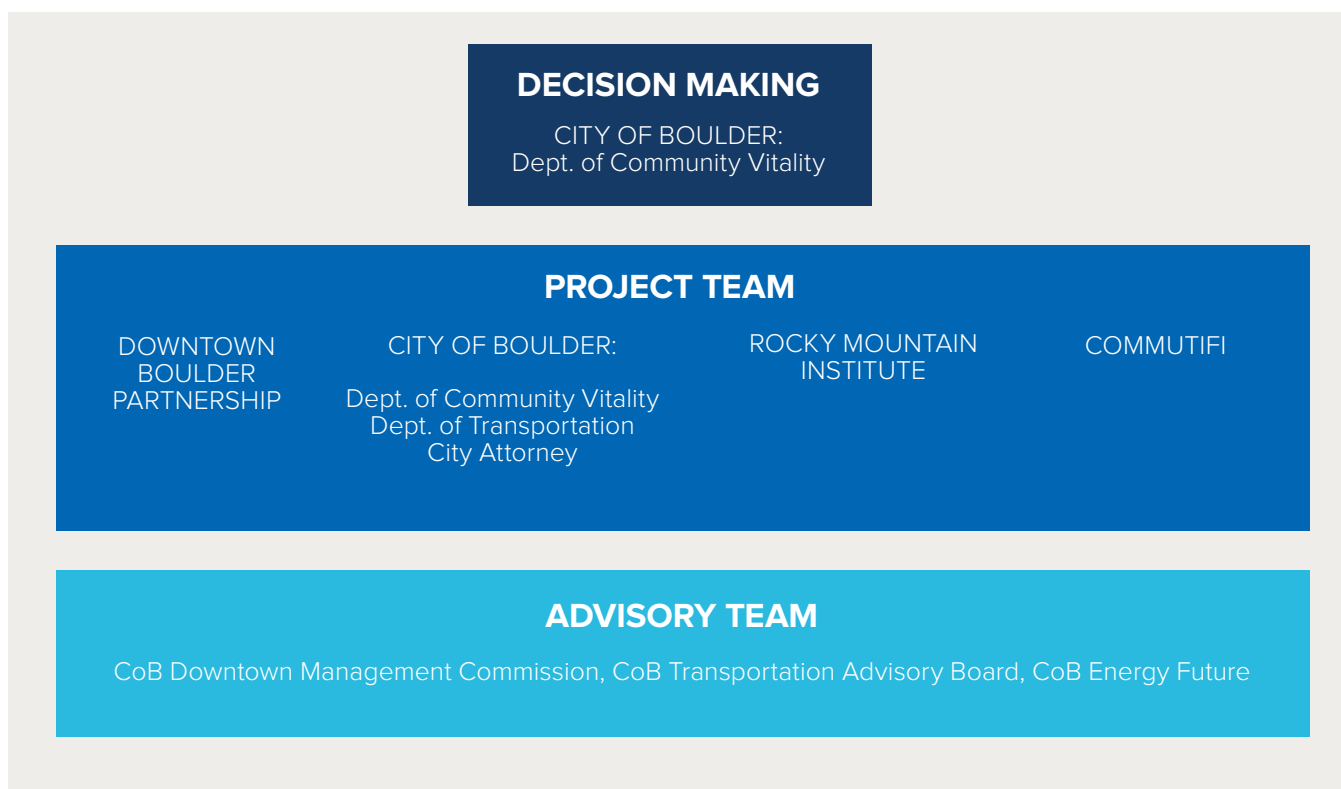 DECISION MAKING
CITY OF BOULDER:
Dept. of Community Vitality
PROJECT TEAM
DOWNTOWN
BOULDER
PARTNERSHIP
CITY OF BOULDER:
Dept. of Community Vitality
Dept. of Transportation
City Attorney
ROCKY MOUNTAIN
INSTITUTE
COMMUTIFI
ADVISORY TEAM
CoB Downtown Management Commission, CoB Transportation Advisory Board, CoB Energy Future